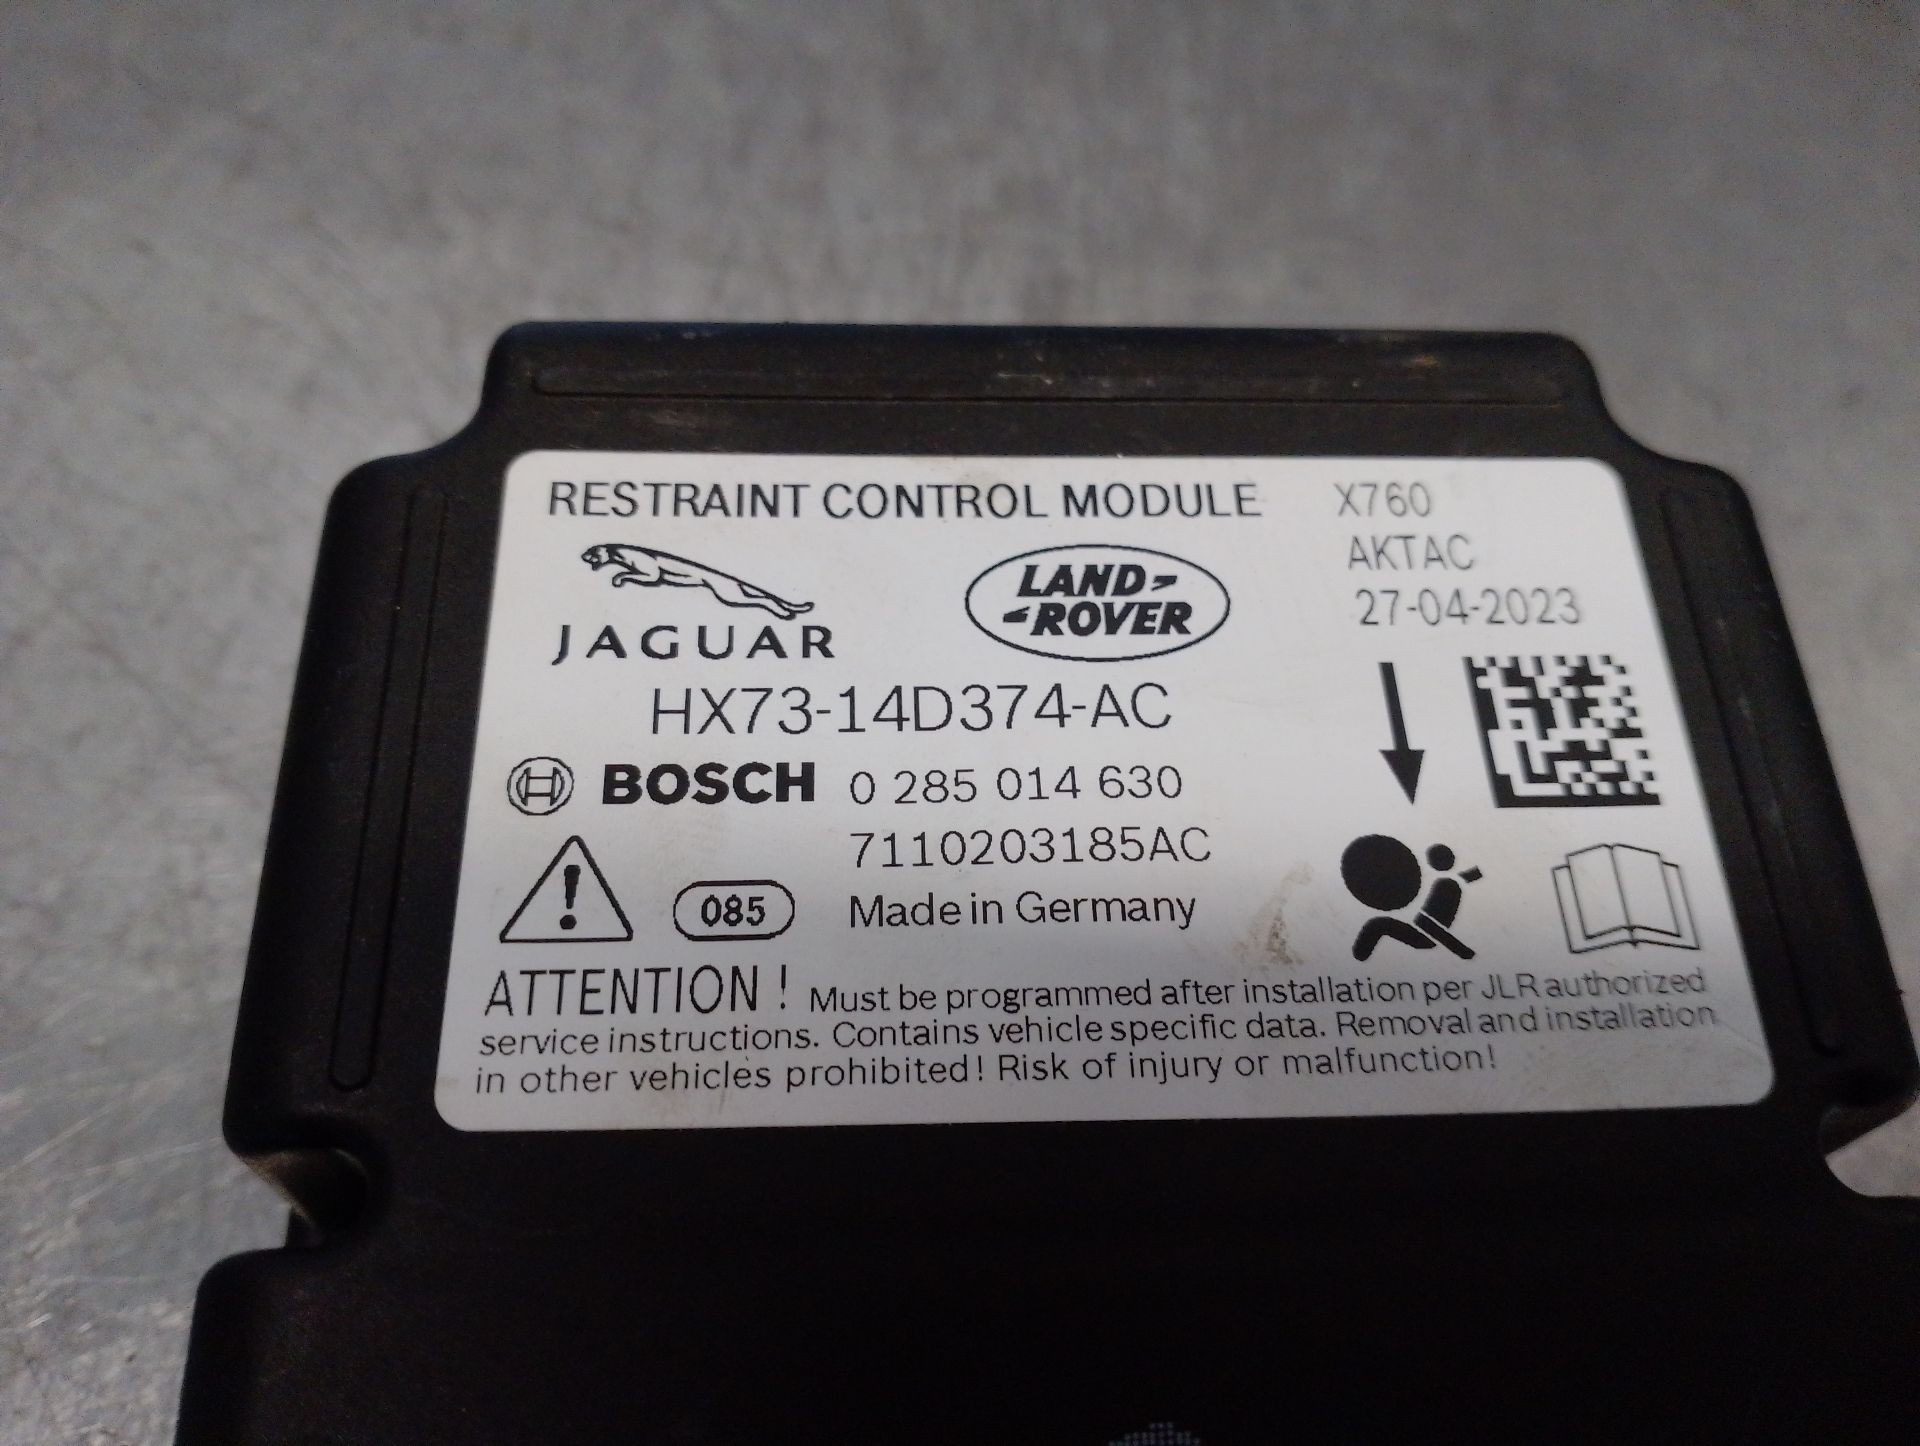 RESTRAINT CONTROL MODULE X760
AKTAC
27-04-2023
JAGUAR
LAND
ROVER
HX73-14D374-AC
BOSCH 0 285 014 630
7110203185AC
085 Made in Germany
ATTENTION ! Must be programmed after installation per JLR authorized
service instructions. Contains vehicle specific data. Removal and installation
in other vehicles prohibited! Risk of injury or malfunction!